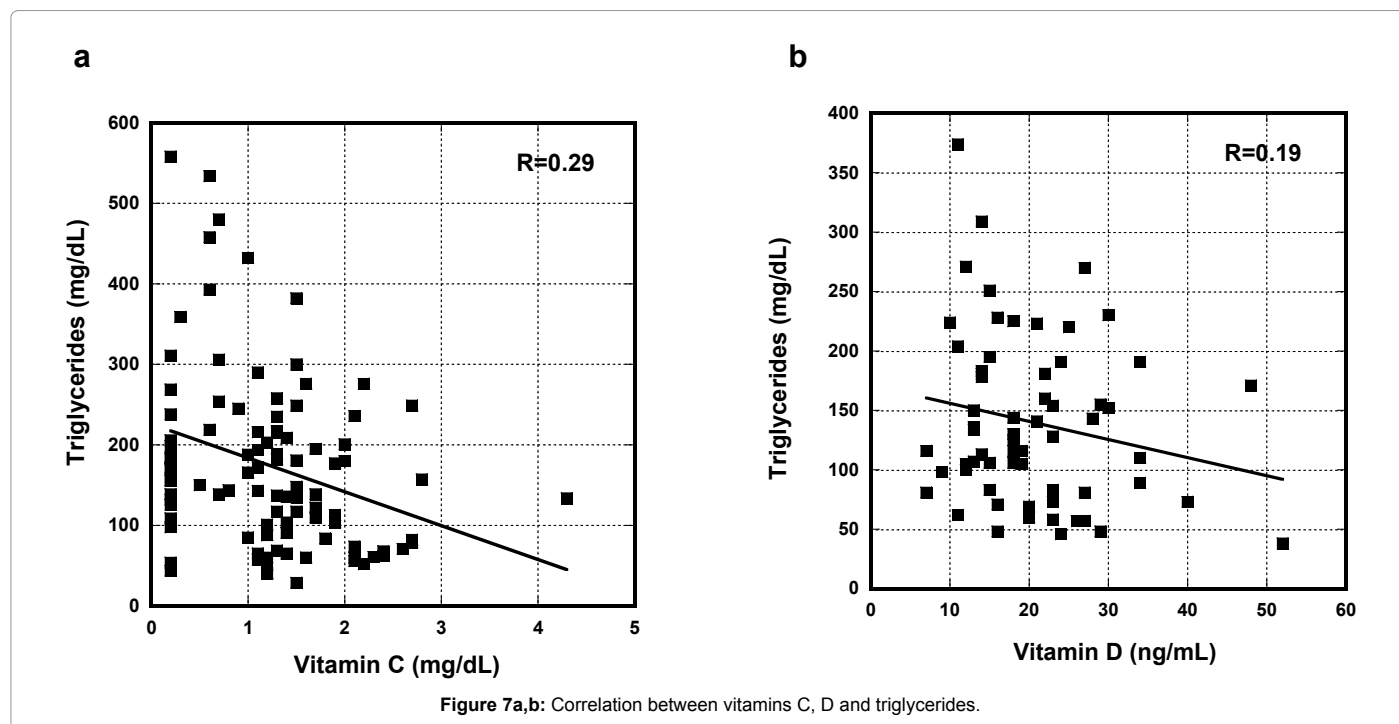 a
600
500
400
300
200
100
0
Triglycerides (mg/dL)
R=0.29
0 1 2 3 4 5
Vitamin C (mg/dL)
b
400
350
300
250
200
150
100
50
0
Triglycerides (mg/dL)
R=0.19
0 10 20 30 40 50 60
Vitamin D (ng/mL)
Figure 7a,b: Correlation between vitamins C, D and triglycerides.